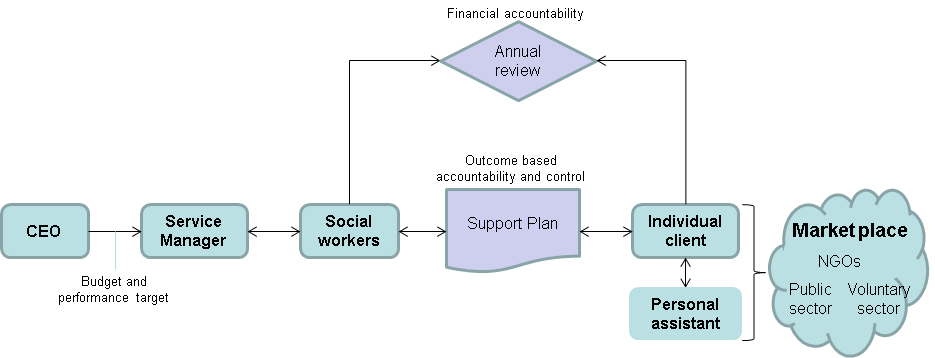 Financial accountability
Annual
review
Outcome based
accountability and control
CEO
Service
Manager
Social
workers
Support Plan
Individual
client
Budget and
performance target
Personal
assistant
Market place
NGOs
Public
sector
Voluntary
sector